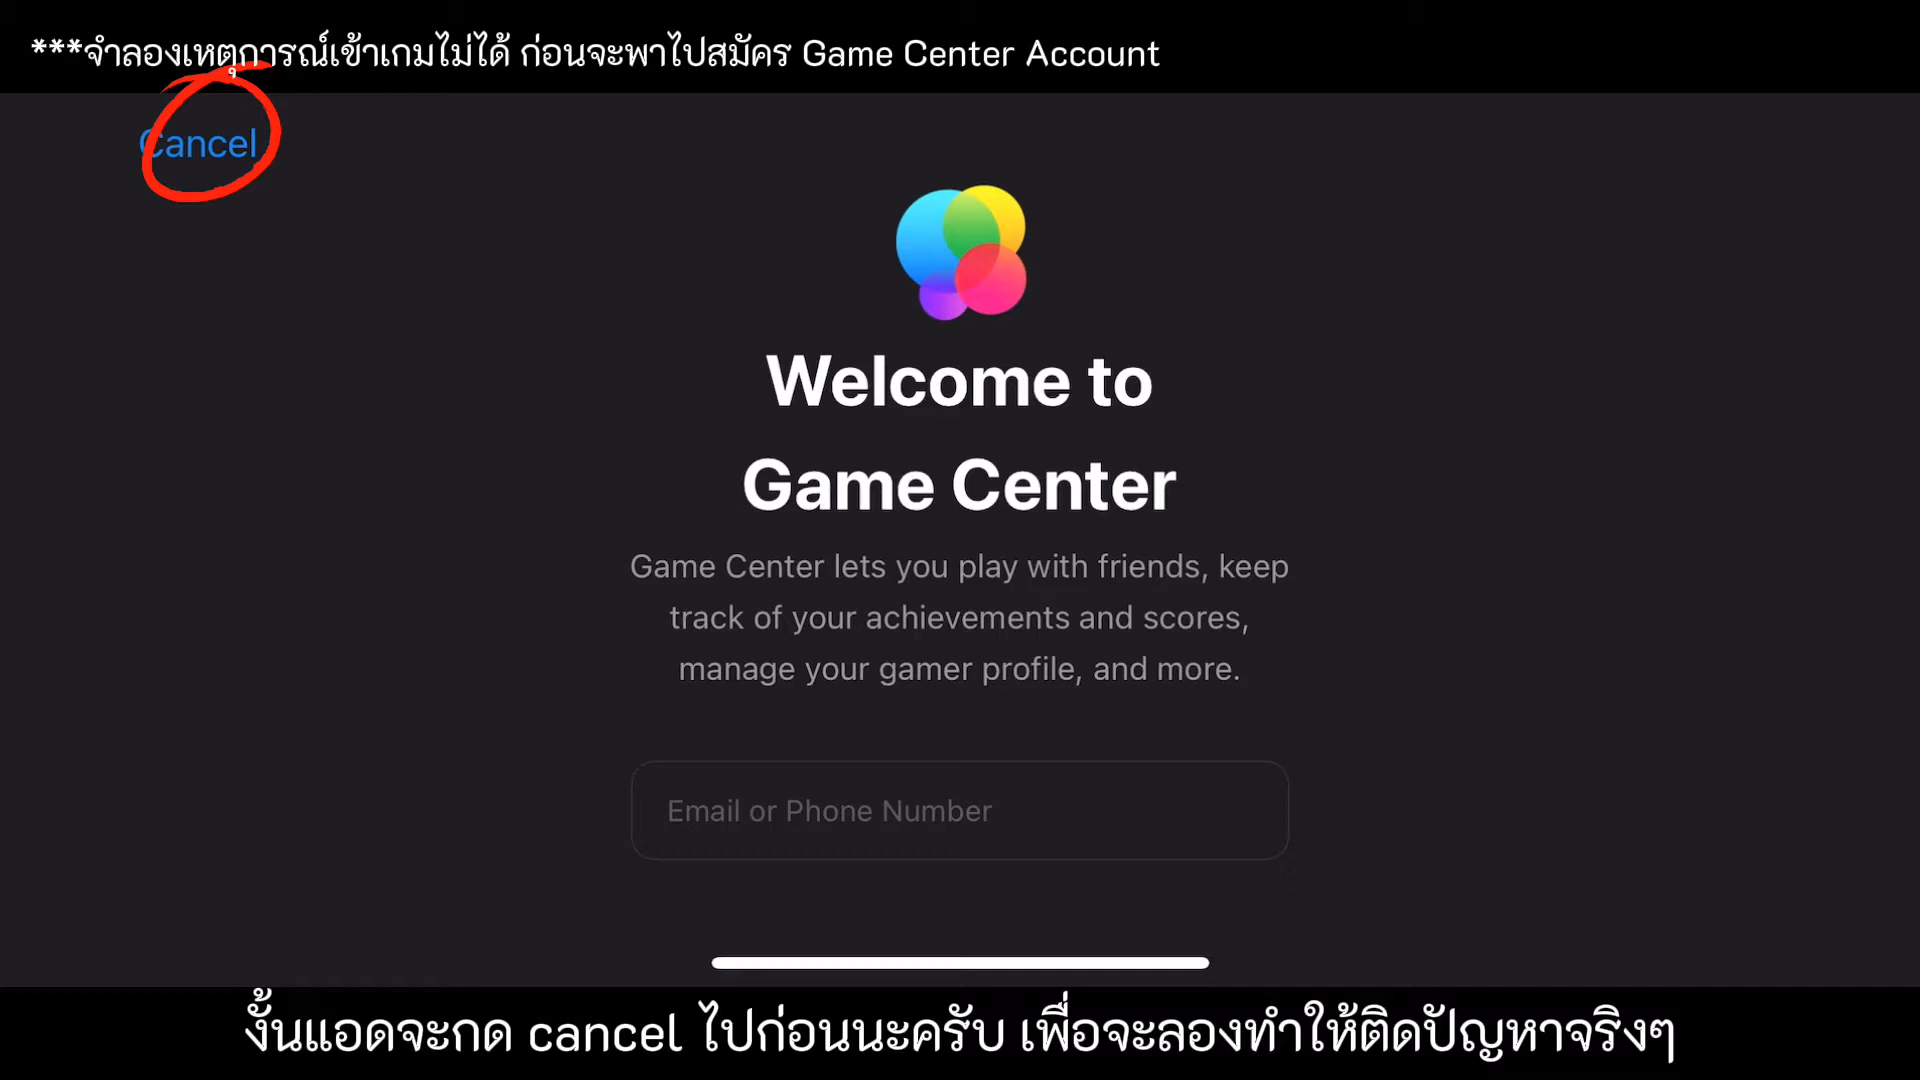 ***จำลองเหตุการณ์เข้าเกมไม่ได้ ก่อนจะพาไปสมัคร Game Center Account
Cancel
Welcome to
Game Center
Game Center lets you play with friends, keep
track of your achievements and scores,
manage your gamer profile, and more.
Email or Phone Number
งั้นแอดจะกด cancel ไปก่อนนะครับ เพื่อจะลองทำให้ติดปัญหาจริงๆ